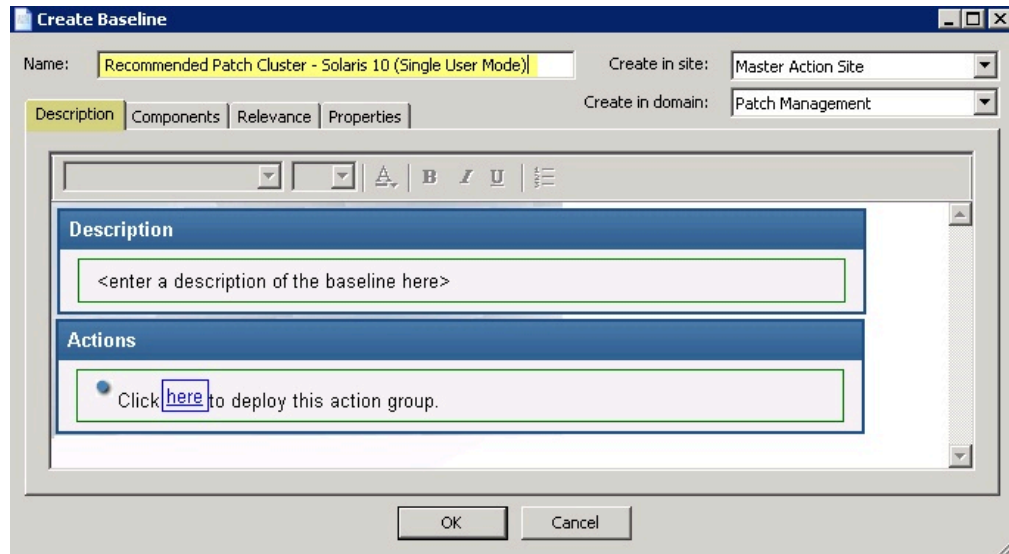 Create Baseline
Name: Recommended Patch Cluster - Solaris 10 (Single User Mode) Create in site: Master Action Site
Create in domain: Patch Management
Description Components Relevance Properties
A B I U
Description
<enter a description of the baseline here>
Actions
Click here to deploy this action group.
OK Cancel